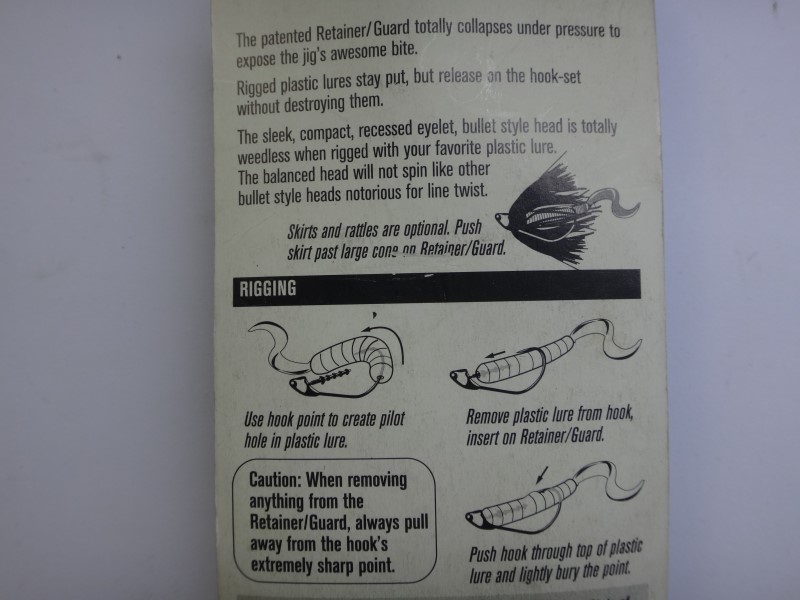 The patented Retainer/Guard totally collapses under pressure to
expose the jig's awesome bite.
Rigged plastic lures stay put, but release on the hook-set
without destroying them.
The sleek, compact, recessed eyelet, bullet style head is totally
weedless when rigged with your favorite plastic lure.
The balanced head will not spin like other
bullet style heads notorious for line twist.
Skirts and rattles are optional. Push
skirt past large cone on Retainer/Guard.
RIGGING
Use hook point to create pilot
hole in plastic lure.
Remove plastic lure from hook,
insert on Retainer/Guard.
Caution: When removing
anything from the
Retainer/Guard, always pull
away from the hook's
extremely sharp point.
Push hook through top of plastic
lure and lightly bury the point.